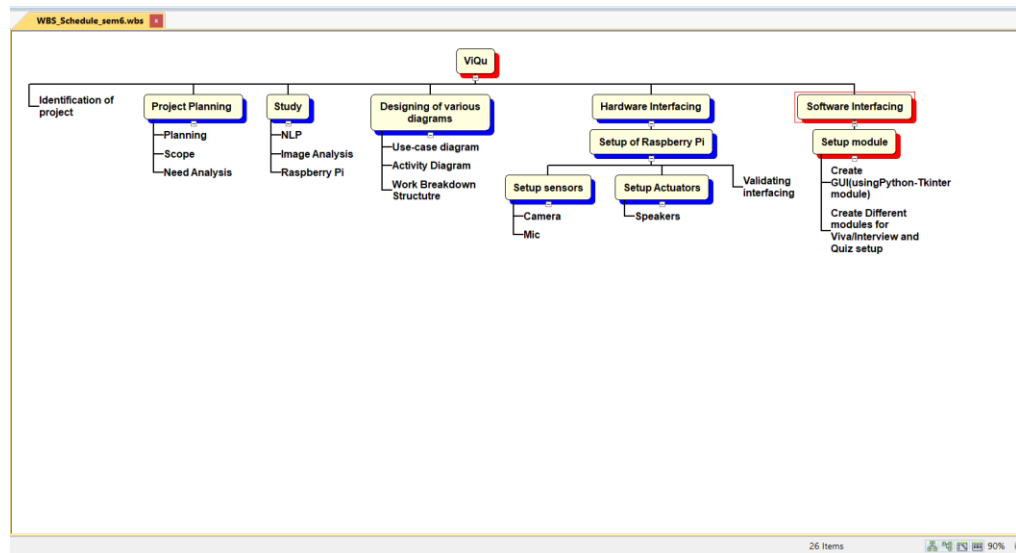 WBS_Schedule_sem6.wbs
ViQu
Identification of
project
Project Planning
Planning
Scope
Need Analysis
Study
NLP
Image Analysis
Raspberry Pi
Designing of various
diagrams
Use-case diagram
Activity Diagram
Work Breakdown
Structutre
Hardware Interfacing
Setup of Raspberry Pi
Setup sensors
Camera
Mic
Setup Actuators
Speakers
Validating
interfacing
Software Interfacing
Setup module
Create
GUI(usingPython-Tkinter
module)
Create Different
modules for
Viva/Interview and
Quiz setup
26 Items
90%